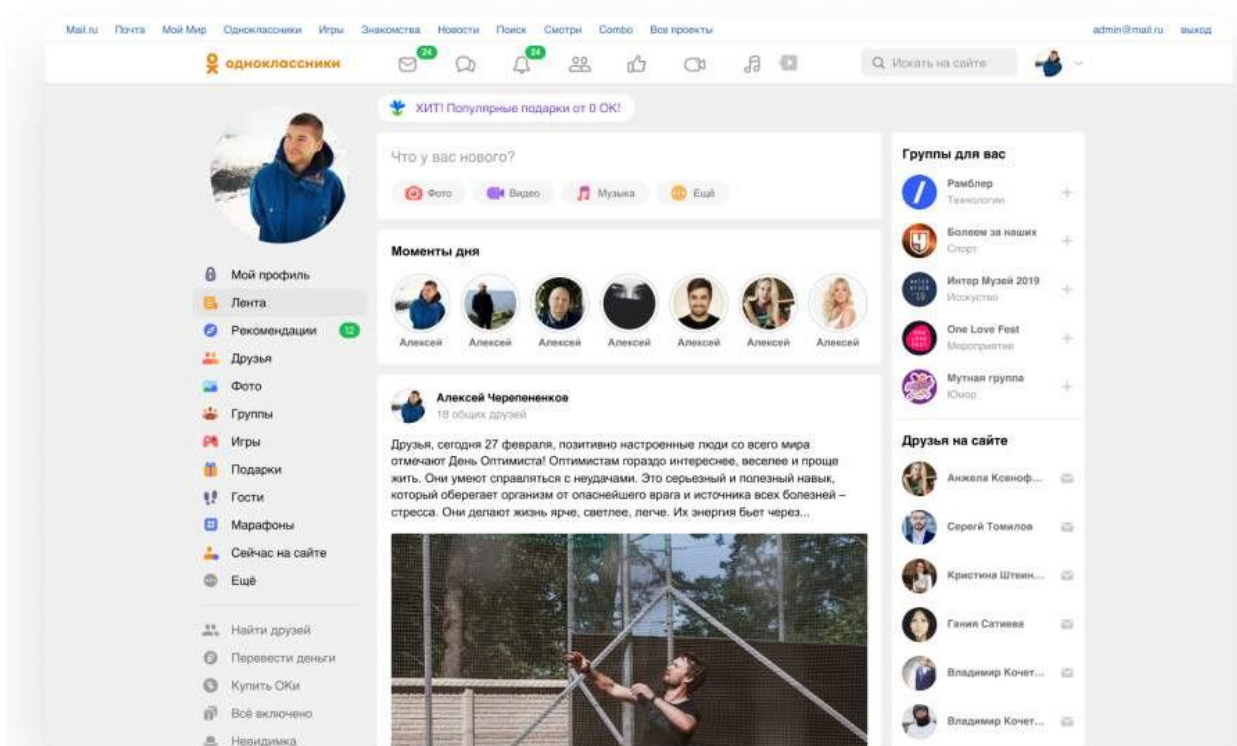 Mail.ru Почта Мой Мир Одноклассники Игры Знакомства Новости Поиск Смотри Combo Все проекты admin@mail.ru выход
одноклассники 24 24 Искать на сайте
ХИТ! Популярные подарки от 0 ОК!
Что у вас нового?
Фото Видео Музыка Ещё
Моменты дня
Алексей Алексей Алексей Алексей Алексей Алексей Алексей
Мой профиль
Лента
Рекомендации 12
Друзья
Фото
Группы
Игры
Подарки
Гости
Марафоны
Сейчас на сайте
Ещё
Найти друзей
Перевести деньги
Купить ОКи
Всё включено
Невидимка
Алексей Черепененков
18 общих друзей
Друзья, сегодня 27 февраля, позитивно настроенные люди со всего мира
отмечают День Оптимиста! Оптимистам гораздо интереснее, веселее и проще
жить. Они умеют справляться с неудачами. Это серьезный и полезный навык,
который оберегает организм от опаснейшего врага и источника всех болезней –
стресса. Они делают жизнь ярче, светлее, легче. Их энергия бьет через...
Группы для вас
Рамблер
Технологии
Болеем за наших
Спорт
Интер Музей 2019
Исскуство
One Love Fest
Мероприятие
Мутная группа
Юмор
Друзья на сайте
Анжела Ксеноф...
Серегй Томилов
Кристина Штеин...
Гания Сатиева
Владимир Кочет...
Владимир Кочет...